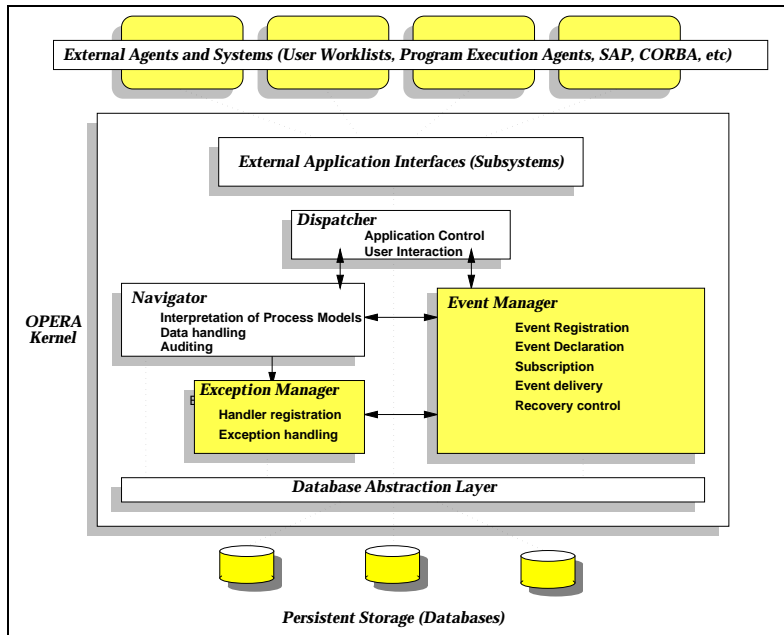 External Agents and Systems (User Worklists, Program Execution Agents, SAP, CORBA, etc)
External Application Interfaces (Subsystems)
Dispatcher
Application Control
User Interaction
Navigator
Interpretation of Process Models
Data handling
Auditing
Event Manager
Event Registration
Event Declaration
Subscription
Event delivery
Recovery control
OPERA
Kernel
Exception Manager
Handler registration
Exception handling
Database Abstraction Layer
Persistent Storage (Databases)